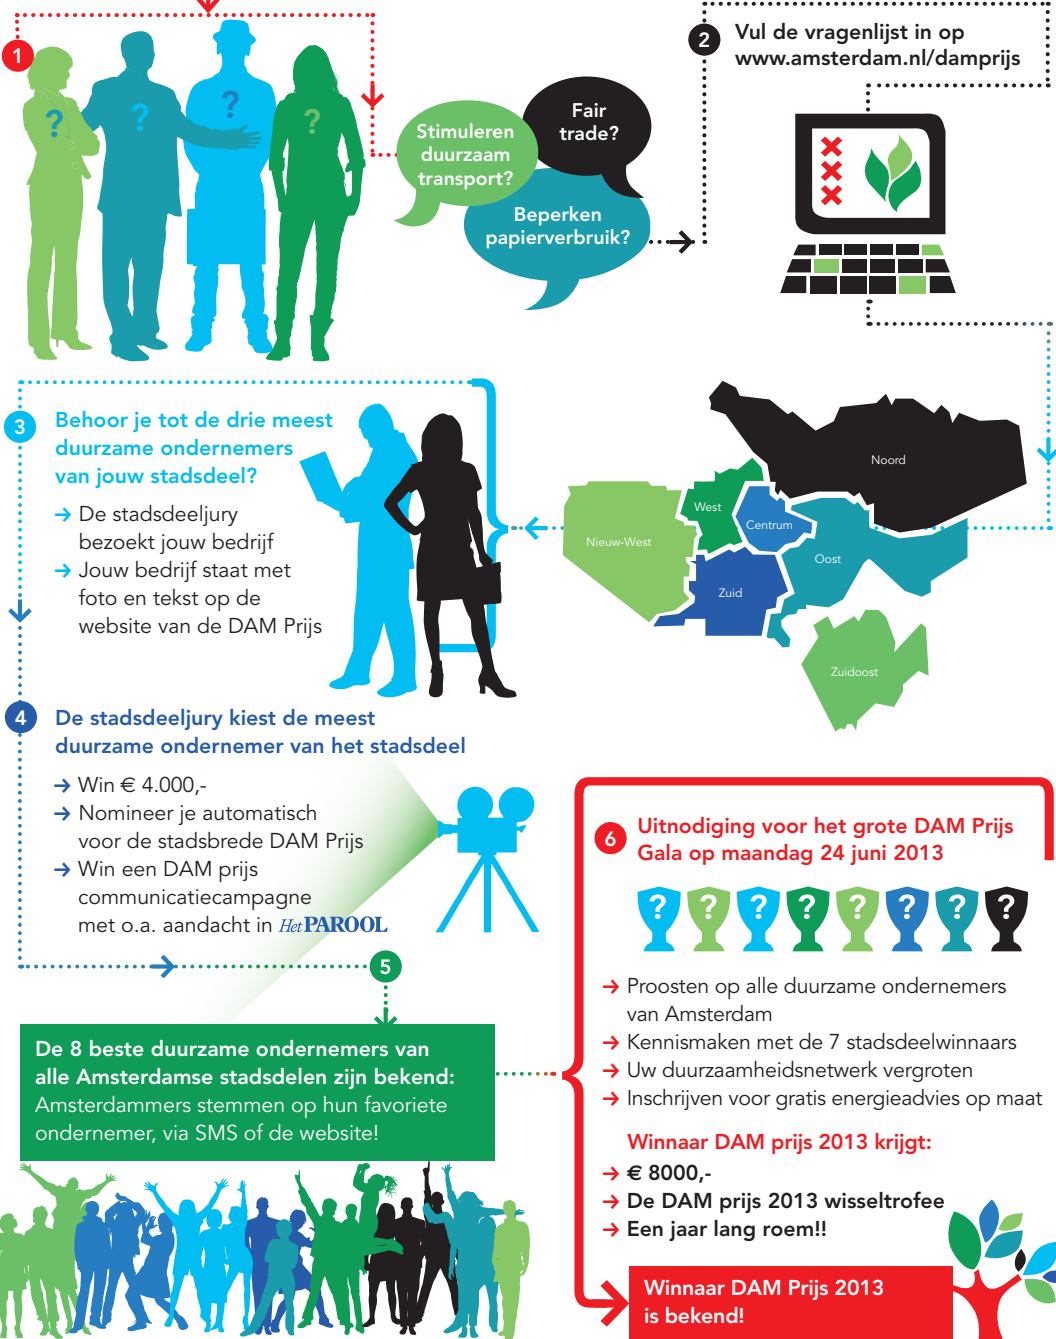 1
?
?
?
?
Stimuleren
duurzaam
transport?
Fair
trade?
Beperken
papierverbruik?
2
Vul de vragenlijst in op
www.amsterdam.nl/damprijs
Noord
West
Centrum
Nieuw-West
Oost
Zuid
Zuidoost
3
Behoor je tot de drie meest
duurzame ondernemers
van jouw stadsdeel?
De stadsdeeljury
bezoekt jouw bedrijf
Jouw bedrijf staat met
foto en tekst op de
website van de DAM Prijs
4
De stadsdeeljury kiest de meest
duurzame ondernemer van het stadsdeel
Win € 4.000,-
Nomineer je automatisch
voor de stadsbrede DAM Prijs
Win een DAM prijs
communicatiecampagne
met o.a. aandacht in Het PAROOL
5
De 8 beste duurzame ondernemers van
alle Amsterdamse stadsdelen zijn bekend:
Amsterdammers stemmen op hun favoriete
ondernemer, via SMS of de website!
6
Uitnodiging voor het grote DAM Prijs
Gala op maandag 24 juni 2013
? ? ? ? ? ? ? ?
Proosten op alle duurzame ondernemers
van Amsterdam
Kennismaken met de 7 stadsdeelwinnaars
Uw duurzaamheidsnetwerk vergroten
Inschrijven voor gratis energieadvies op maat
Winnaar DAM prijs 2013 krijgt:
€ 8000,-
De DAM prijs 2013 wisseltrofee
Een jaar lang roem!!
Winnaar DAM Prijs 2013
is bekend!